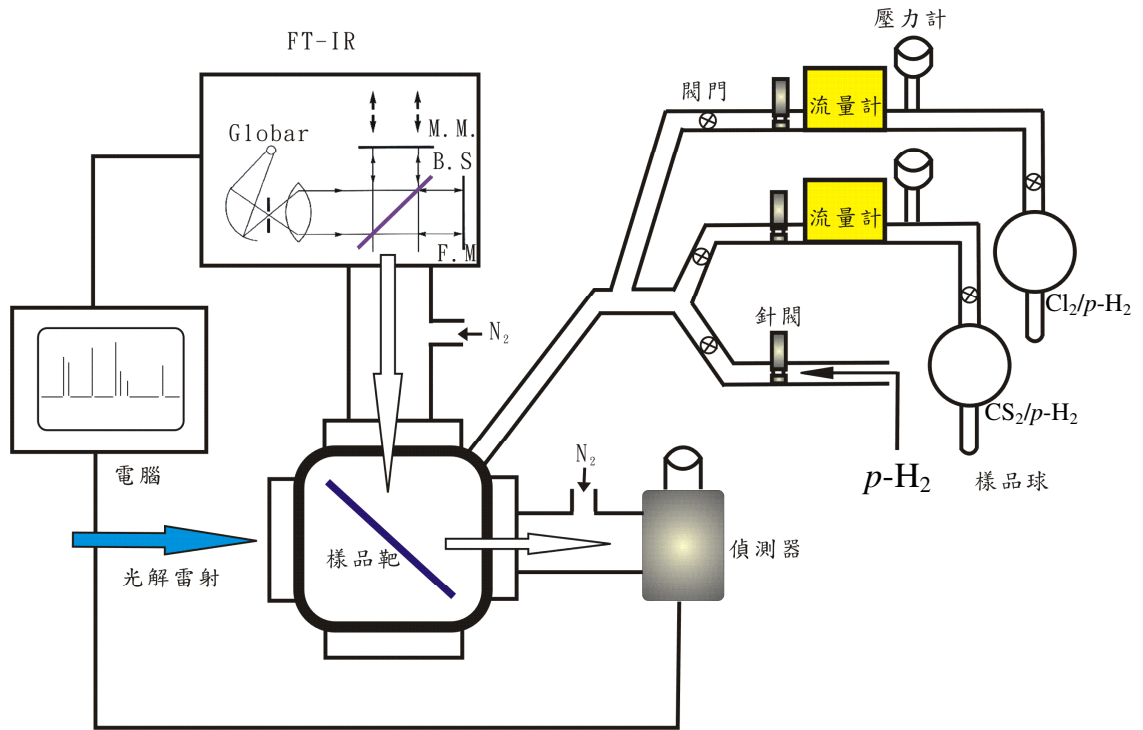 FT-IR
Globar
M.M.
B.S
F.M
N₂
壓力計
閥門
流量計
流量計
針閥
Cl₂/p-H₂
CS₂/p-H₂
p-H₂
樣品球
電腦
光解雷射
樣品靶
N₂
偵測器